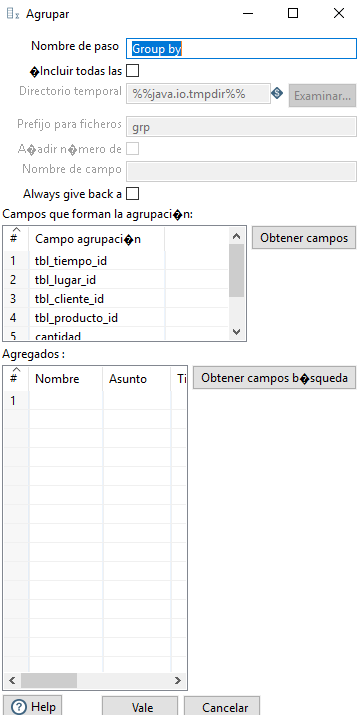 Agrupar
Nombre de paso Group by
�Incluir todas las
Directorio temporal %%java.io.tmpdir%% Examinar...
Prefijo para ficheros grp
A�adir n�mero de
Nombre de campo
Always give back a
Campos que forman la agrupaci�n:
# Campo agrupaci�n Obtener campos
1 tbl_tiempo_id
2 tbl_lugar_id
3 tbl_cliente_id
4 tbl_producto_id
5 cantidad
Agregados :
# Nombre Asunto Ti Obtener campos b�squeda
1
Help Vale Cancelar